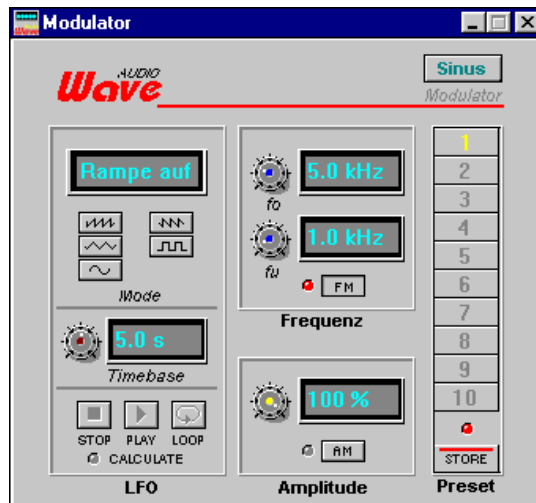 Modulator
Wave
AUDIO
Wave
Sinus
Modulator
Rampe auf
Mode
5.0 s
Timebase
STOP PLAY LOOP
CALCULATE
LFO
5.0 kHz
fo
1.0 kHz
fu
FM
Frequenz
100 %
AM
Amplitude
1
2
3
4
5
6
7
8
9
10
STORE
Preset